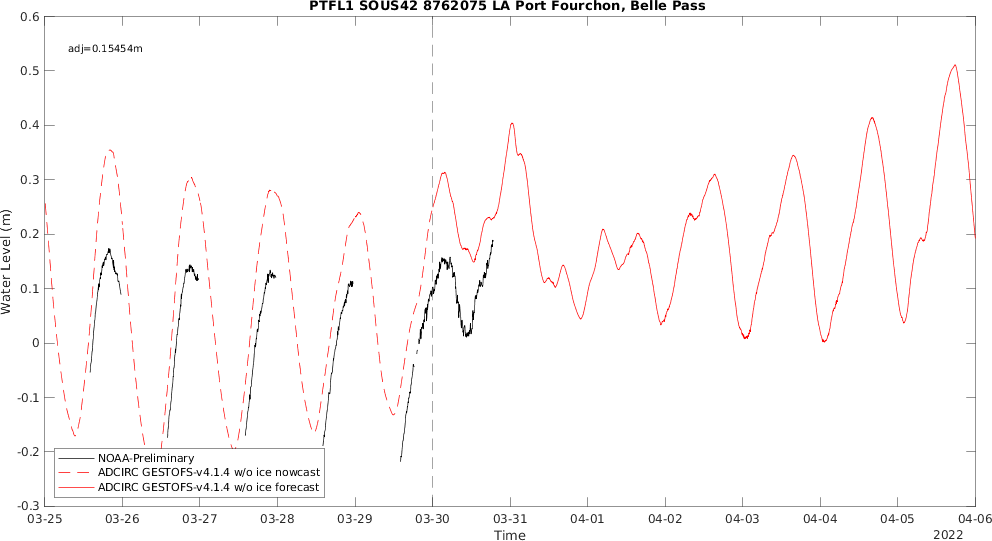 PTFL1 SOUS42 8762075 LA Port Fourchon, Belle Pass
adj=0.15454m
0.6
0.5
0.4
0.3
0.2
0.1
0
-0.1
-0.2
-0.3
Water Level (m)
NOAA-Preliminary
ADCIRC GESTOFS-v4.1.4 w/o ice nowcast
ADCIRC GESTOFS-v4.1.4 w/o ice forecast
03-25 03-26 03-27 03-28 03-29 03-30 03-31 04-01 04-02 04-03 04-04 04-05 04-06
Time
2022